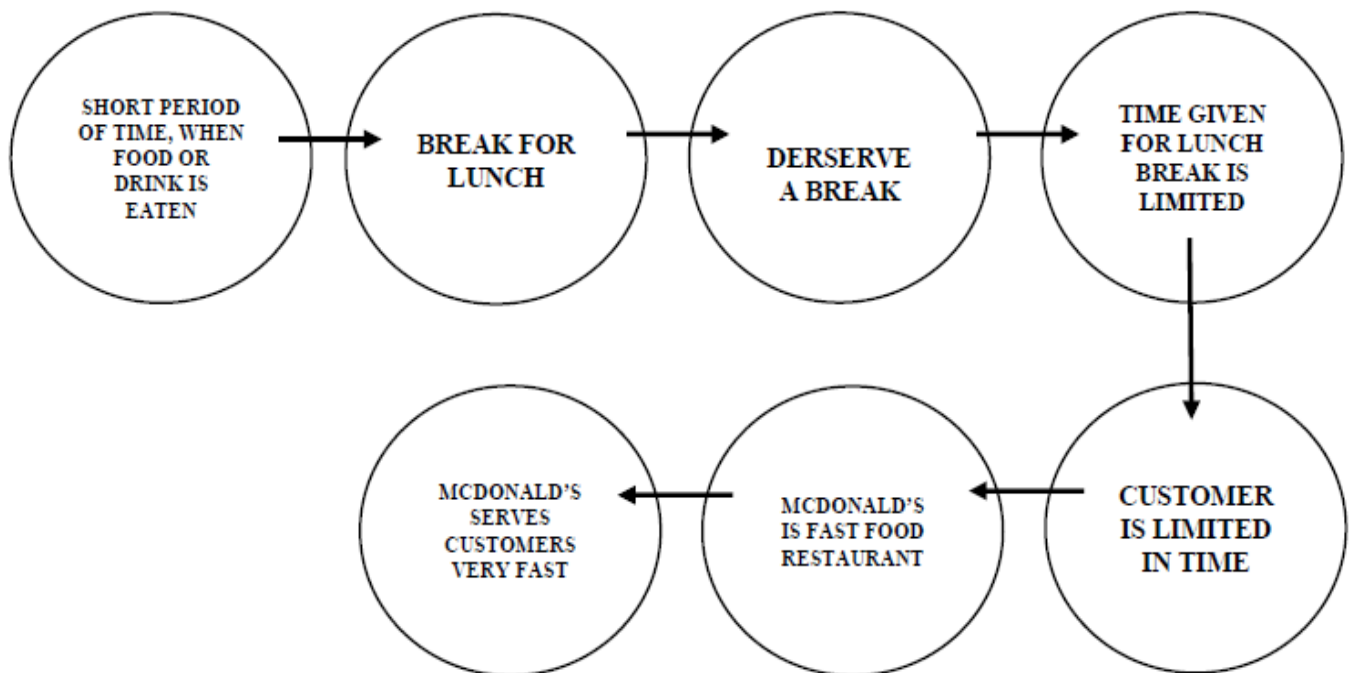 SHORT PERIOD
OF TIME, WHEN
FOOD OR
DRINK IS
EATEN
BREAK FOR
LUNCH
DERSERVE
A BREAK
TIME GIVEN
FOR LUNCH
BREAK IS
LIMITED
MCDONALD’S
SERVES
CUSTOMERS
VERY FAST
MCDONALD’S
IS FAST FOOD
RESTAURANT
CUSTOMER
IS LIMITED
IN TIME